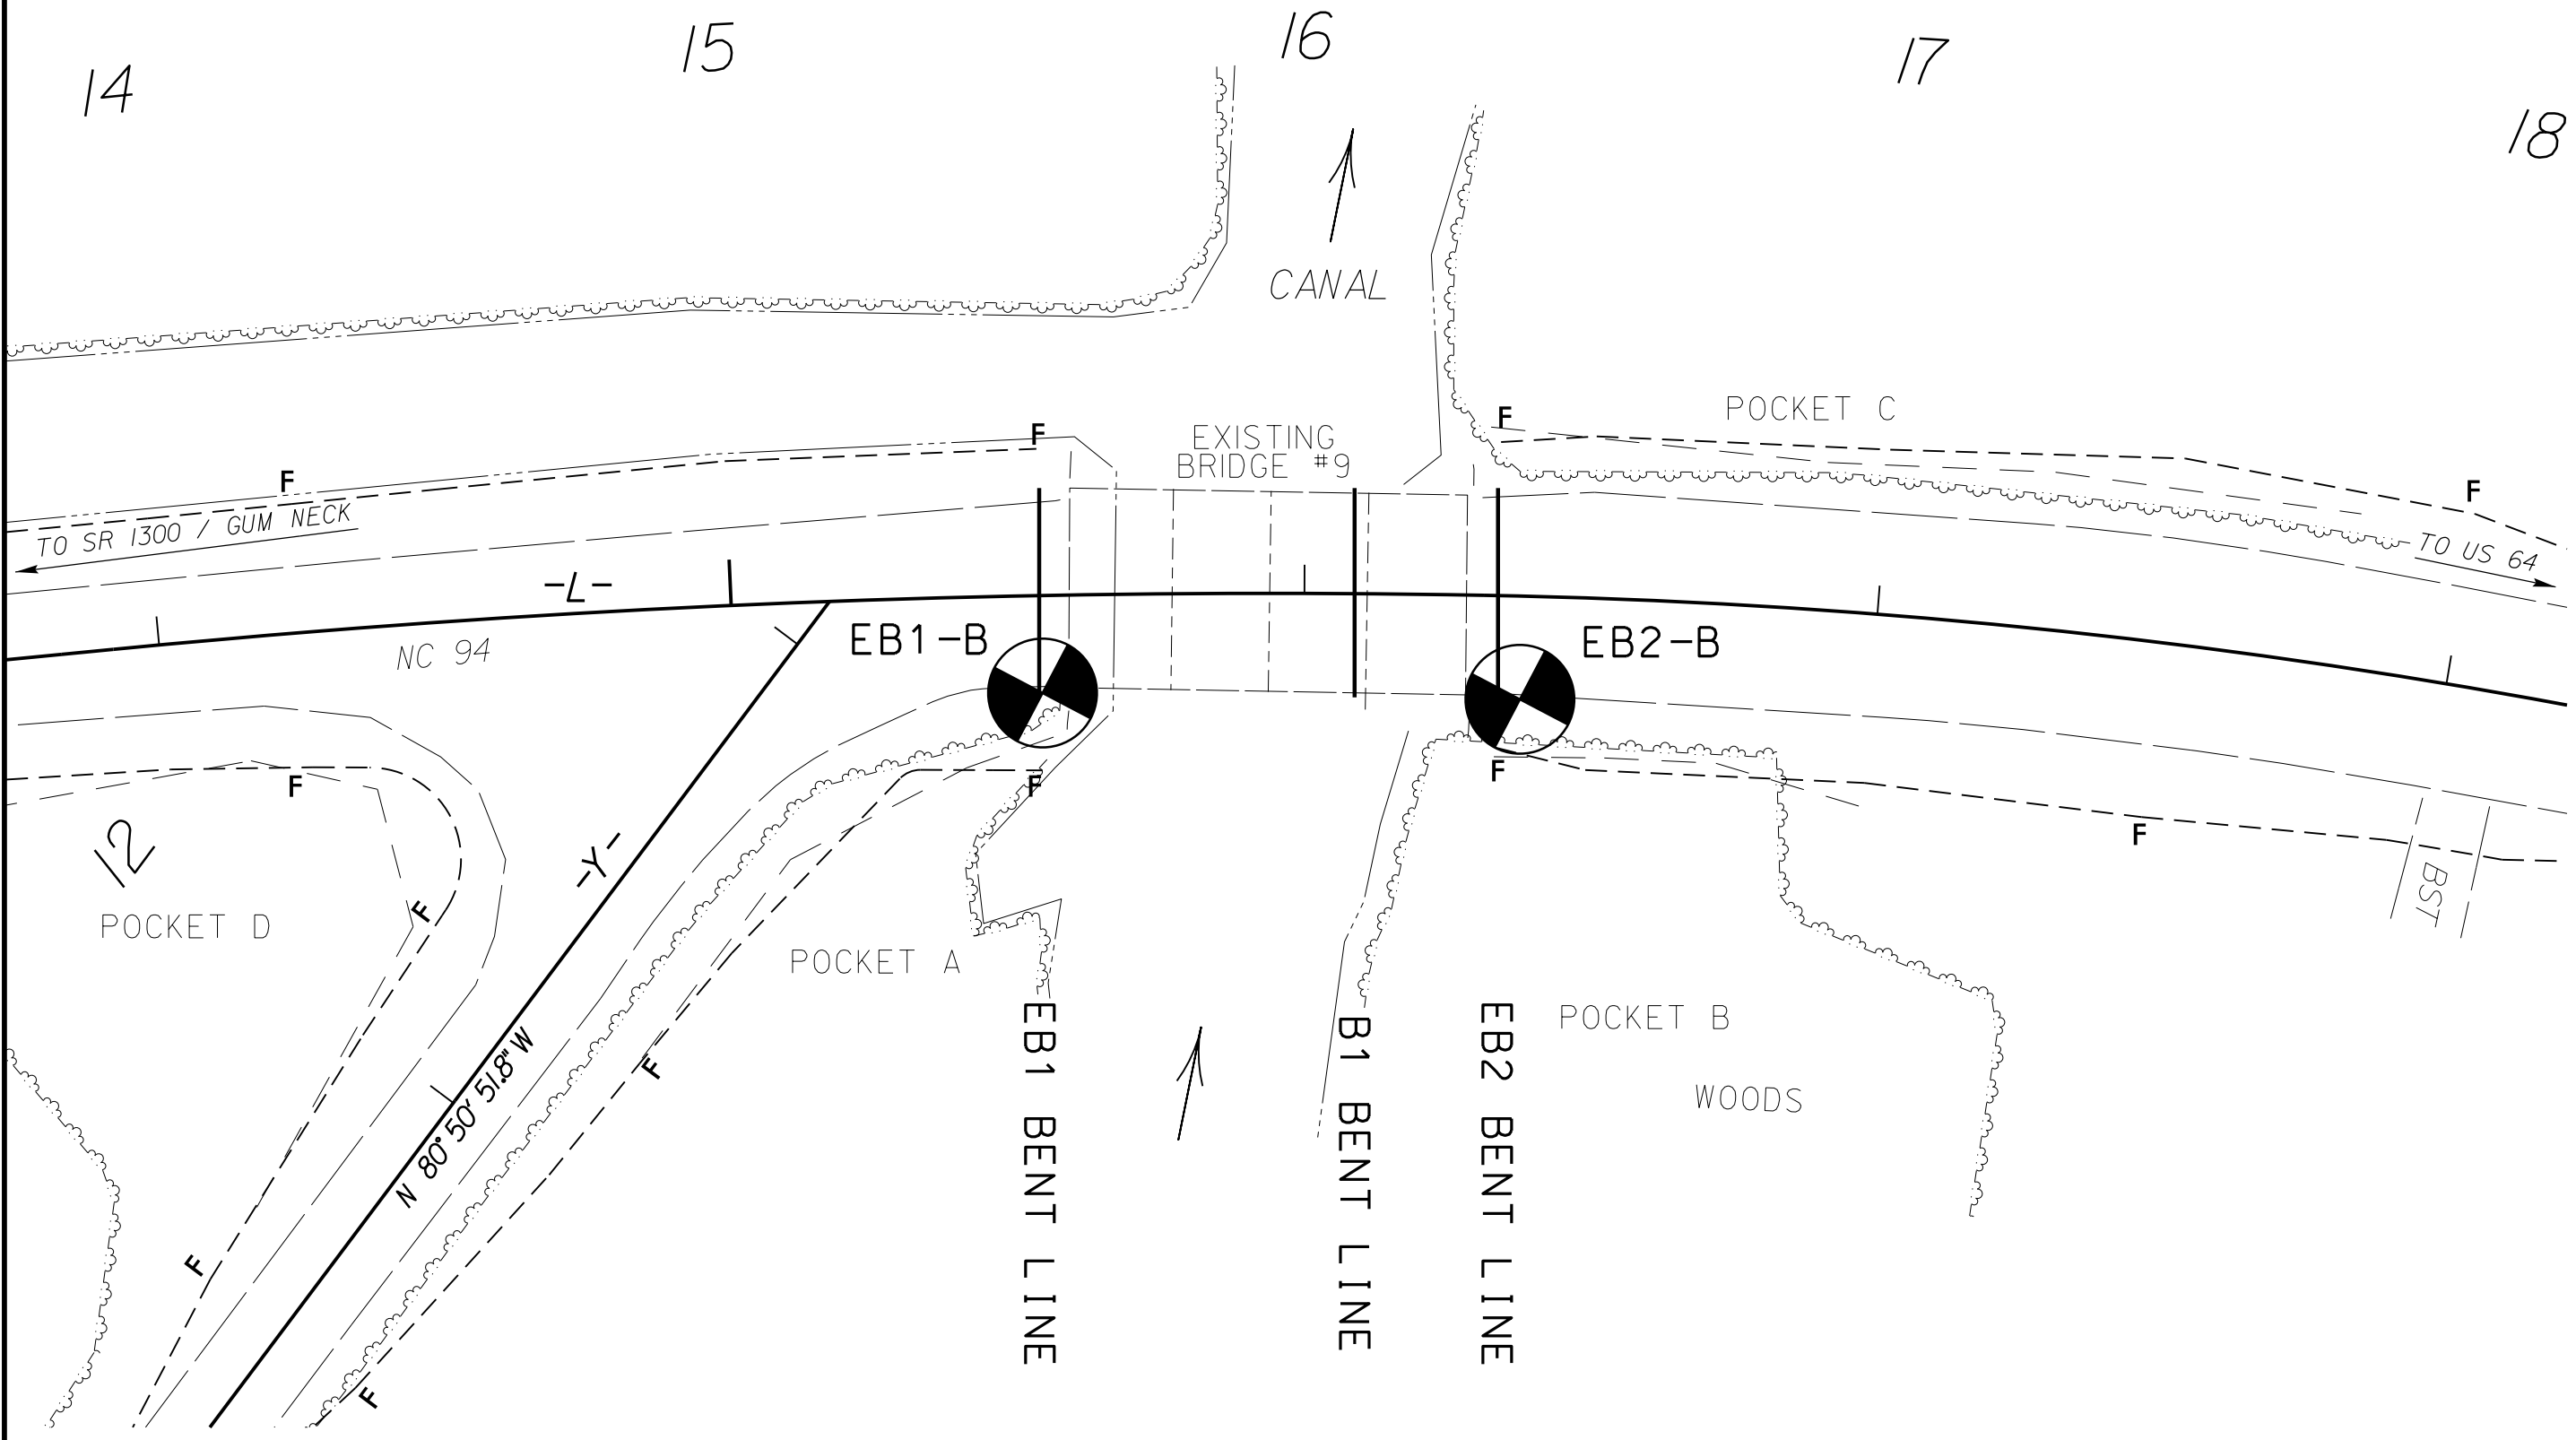 14
15
16
17
18
CANAL
POCKET C
F
F
EXISTING
BRIDGE #9
F
F
F
TO SR 1300 / GUM NECK
TO US 64
-L-
NC 94
EB1-B
EB2-B
F
F
F
F
12
-Y-
BST
F
POCKET D
POCKET A
POCKET B
WOODS
F
N 80° 50' 51.8" W
F
F
EB1 BENT LINE
B1 BENT LINE
EB2 BENT LINE